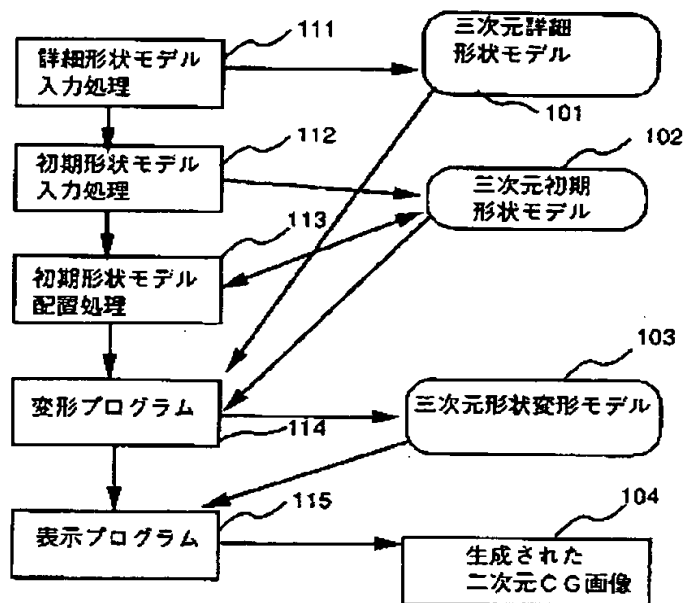 111
詳細形状モデル
入力処理
三次元詳細
形状モデル
101
112
初期形状モデル
入力処理
102
三次元初期
形状モデル
113
初期形状モデル
配置処理
103
変形プログラム
114
三次元形状変形モデル
115
表示プログラム
104
生成された
二次元CG画像